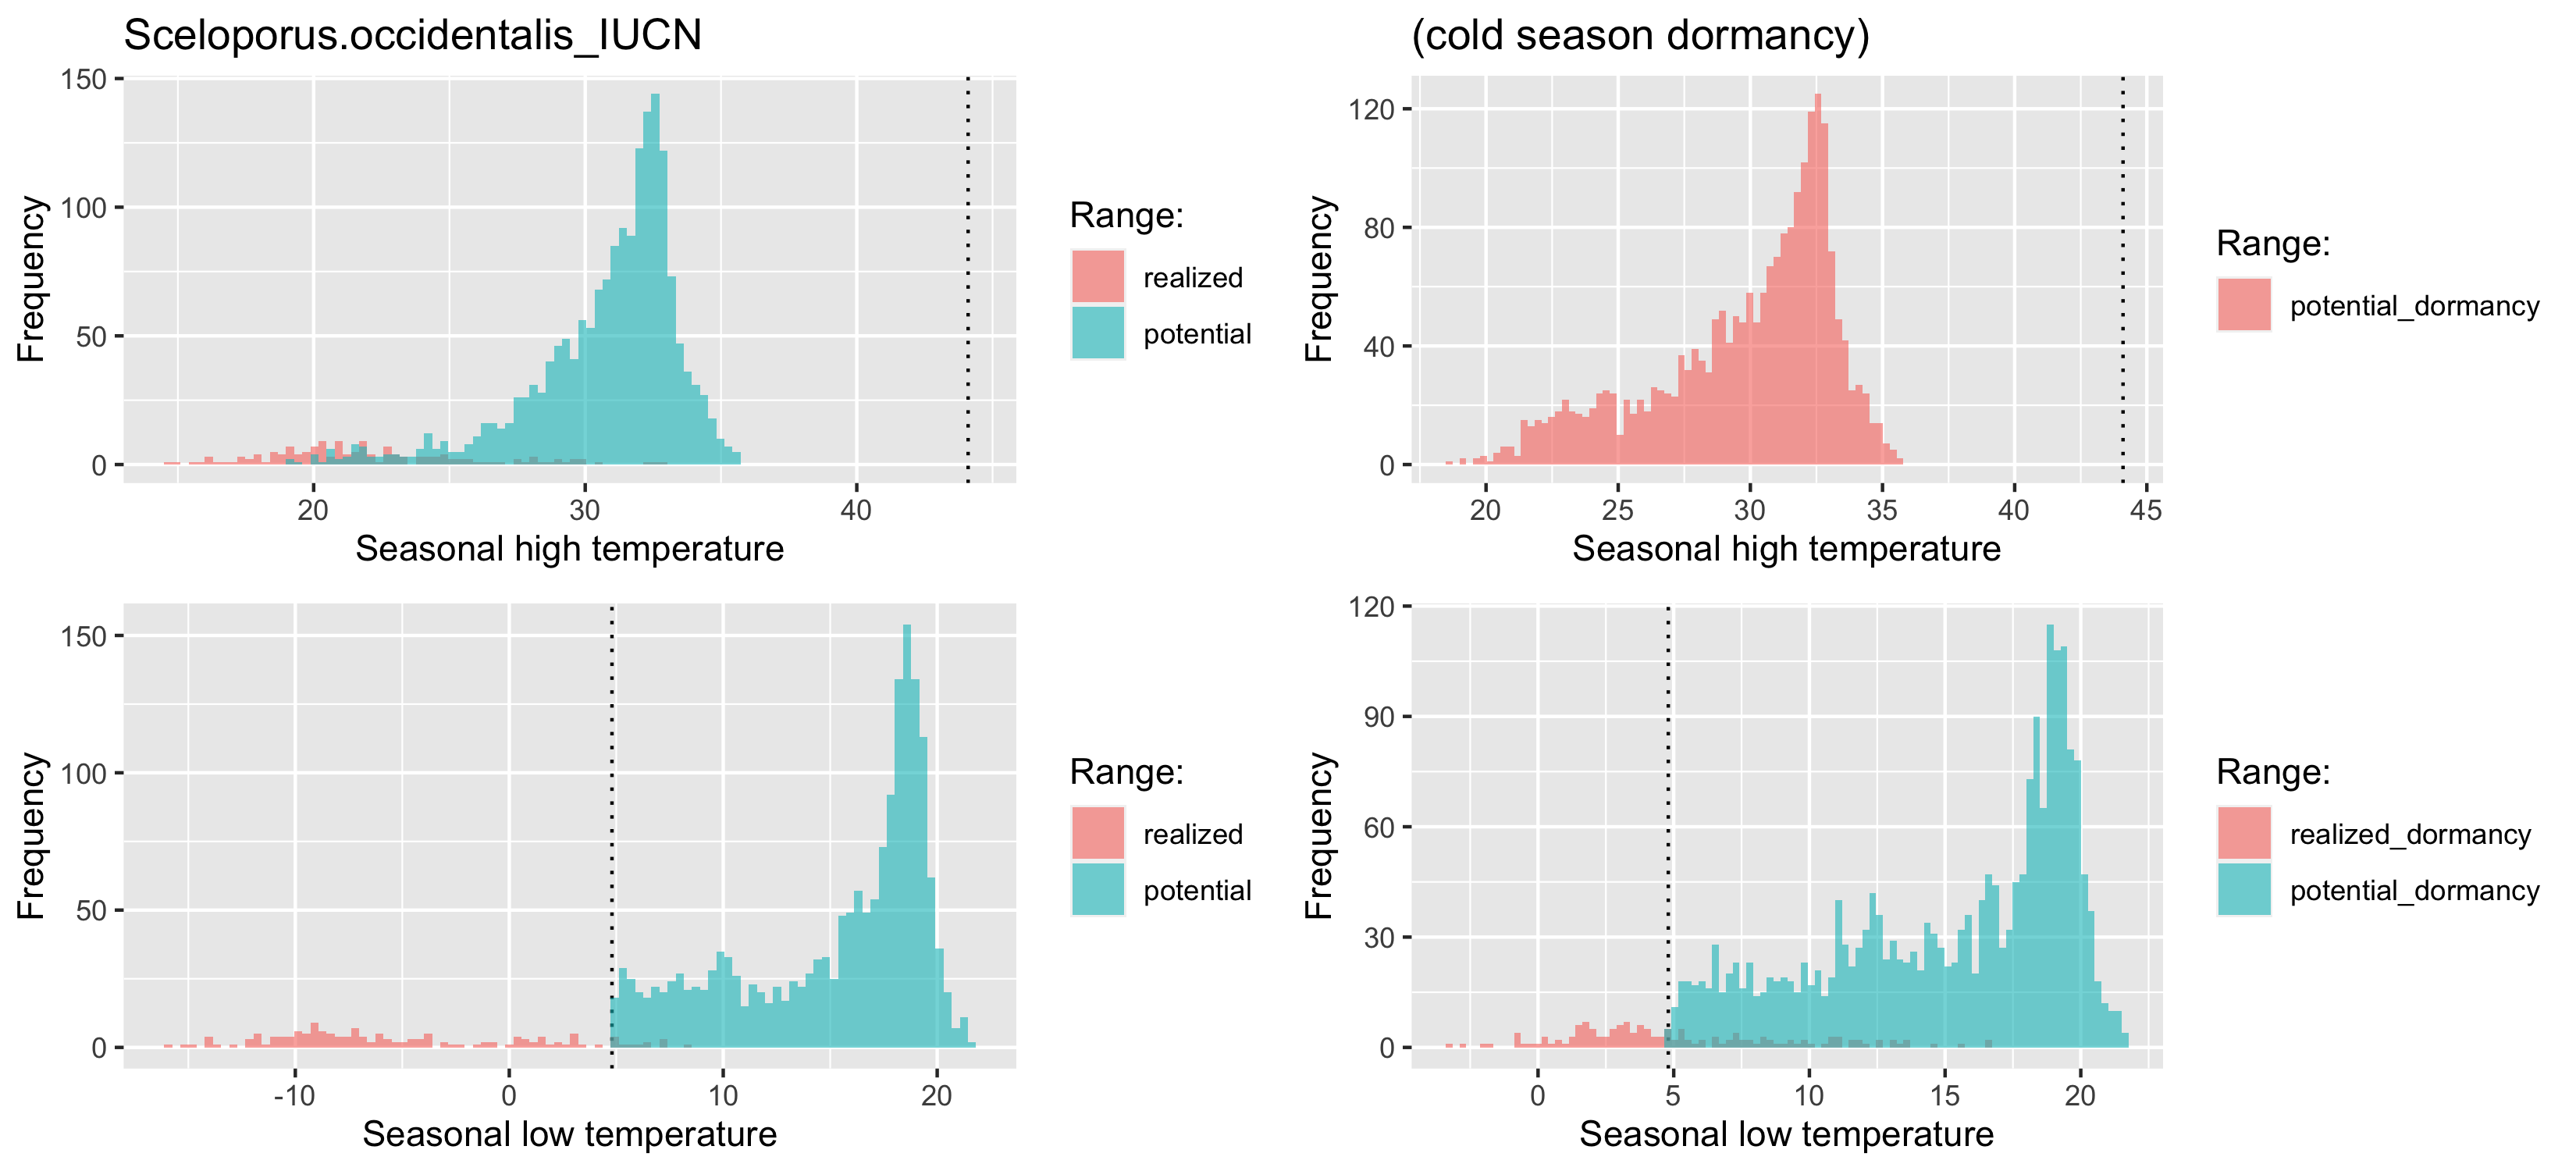 Sceloporus.occidentalis_IUCN
150
100
50
0
Frequency
20
30
40
Seasonal high temperature
Range:
realized
potential
(cold season dormancy)
120
80
40
0
Frequency
20
25
30
35
40
45
Seasonal high temperature
Range:
potential_dormancy
150
100
50
0
Frequency
-10
0
10
20
Seasonal low temperature
Range:
realized
potential
120
90
60
30
0
Frequency
0
5
10
15
20
Seasonal low temperature
Range:
realized_dormancy
potential_dormancy